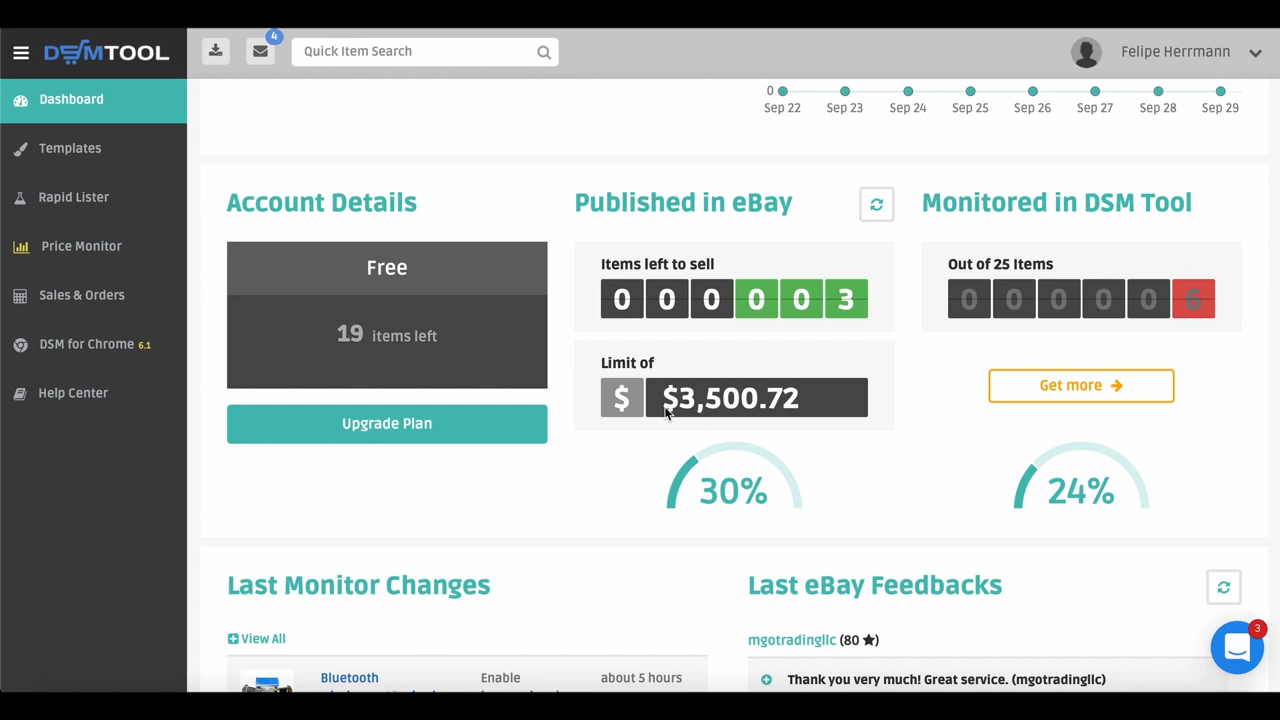 DSMTOOL
4
Quick Item Search
Felipe Herrmann
Dashboard
Templates
Rapid Lister
Price Monitor
Sales & Orders
DSM for Chrome 6.1
Help Center
0
Sep 22 Sep 23 Sep 24 Sep 25 Sep 26 Sep 27 Sep 28 Sep 29
Account Details
Free
19 items left
Upgrade Plan
Published in eBay
Items left to sell
0 0 0 0 0 3
Limit of
$ $3,500.72
30%
Monitored in DSM Tool
Out of 25 Items
0 0 0 0 0 6
Get more
24%
Last Monitor Changes
View All
Bluetooth Enable about 5 hours
Last eBay Feedbacks
mgotradingllc (80 ★)
Thank you very much! Great service. (mgotradingllc)
3